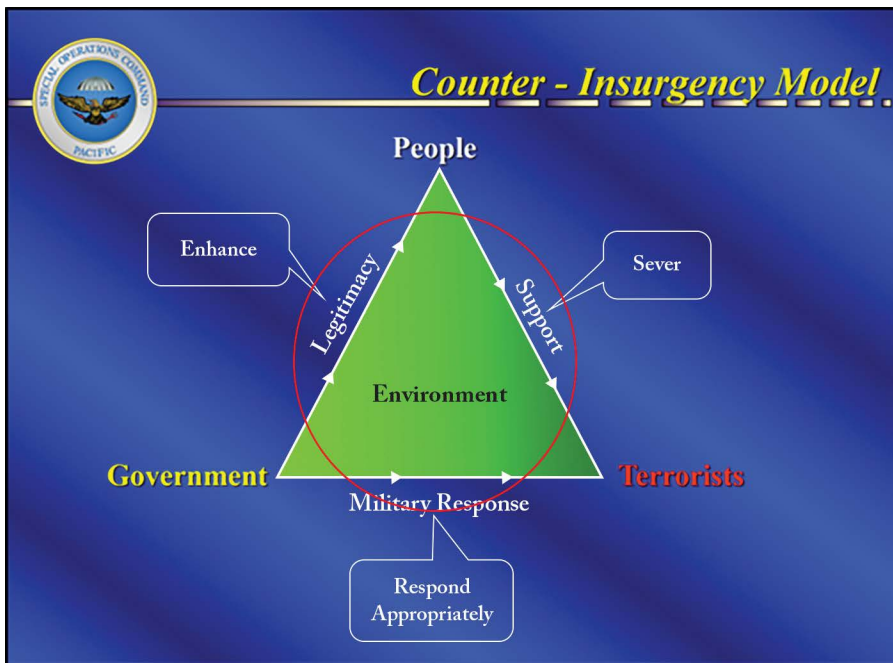 SPECIAL OPERATIONS COMMAND
PACIFIC
Counter - Insurgency Model
People
Enhance
Sever
Legitimacy
Support
Environment
Government
Terrorists
Military Response
Respond
Appropriately